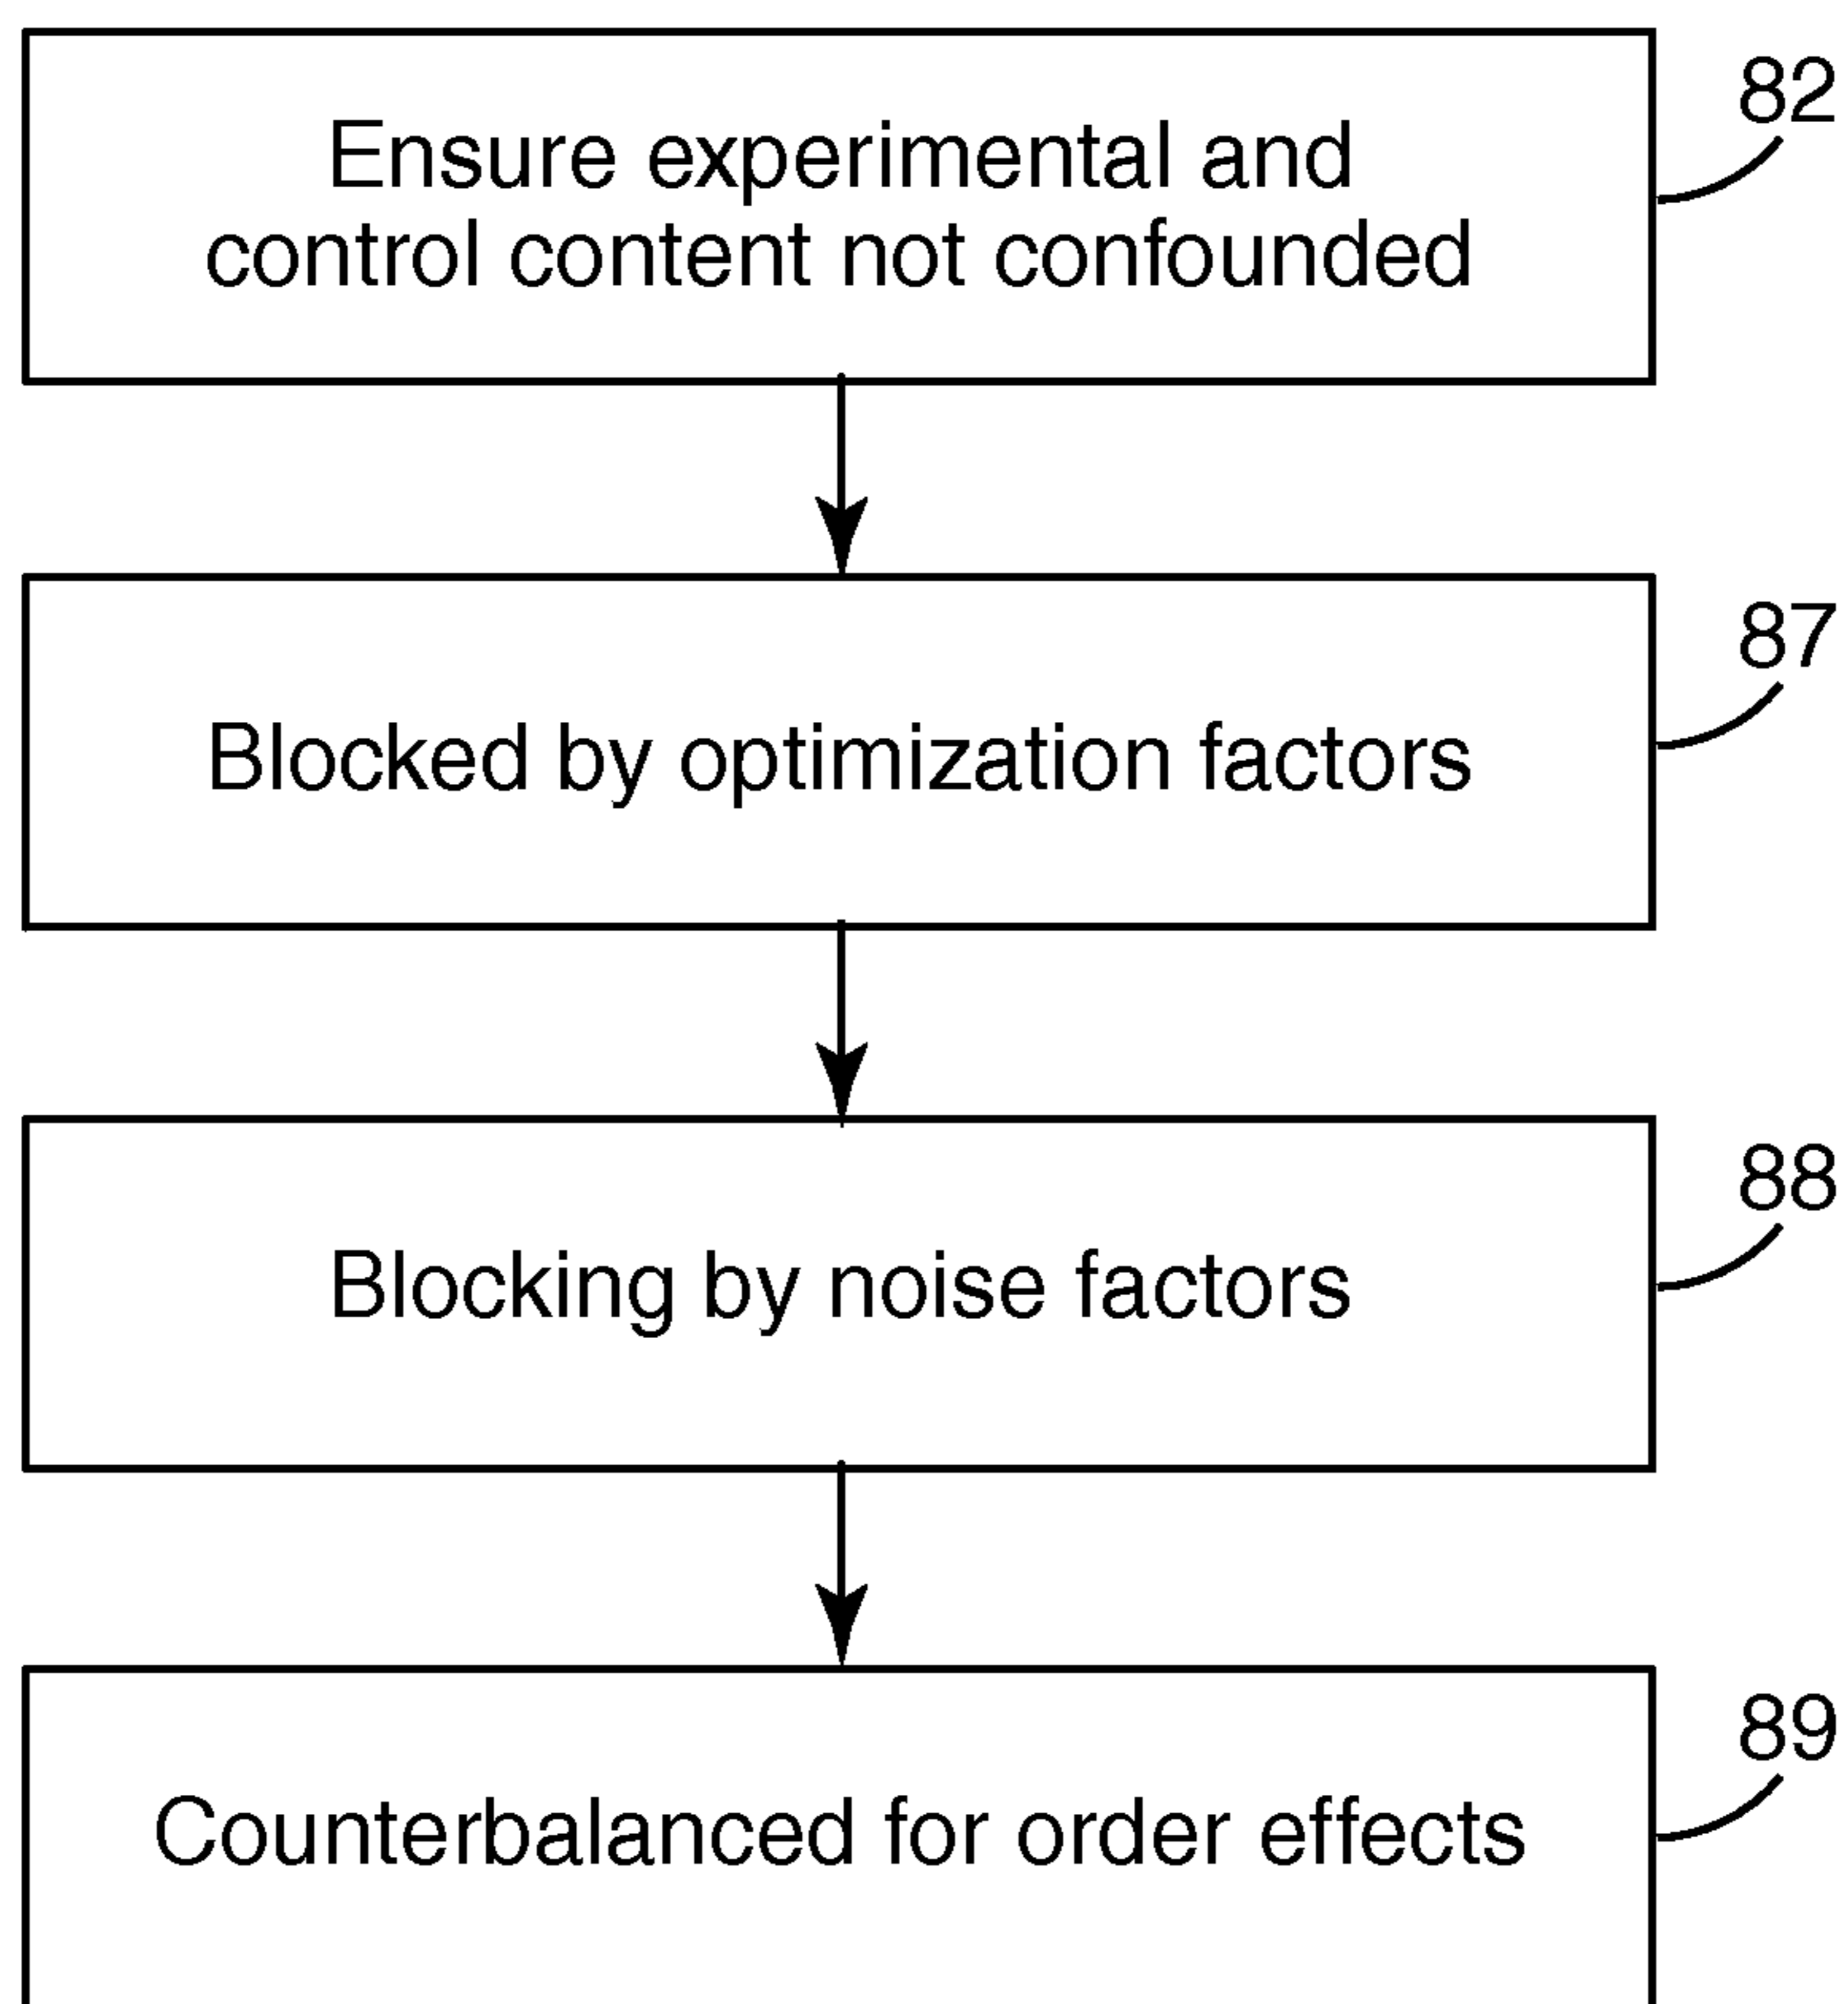 82
Ensure experimental and
control content not confounded
87
Blocked by optimization factors
88
Blocking by noise factors
89
Counterbalanced for order effects